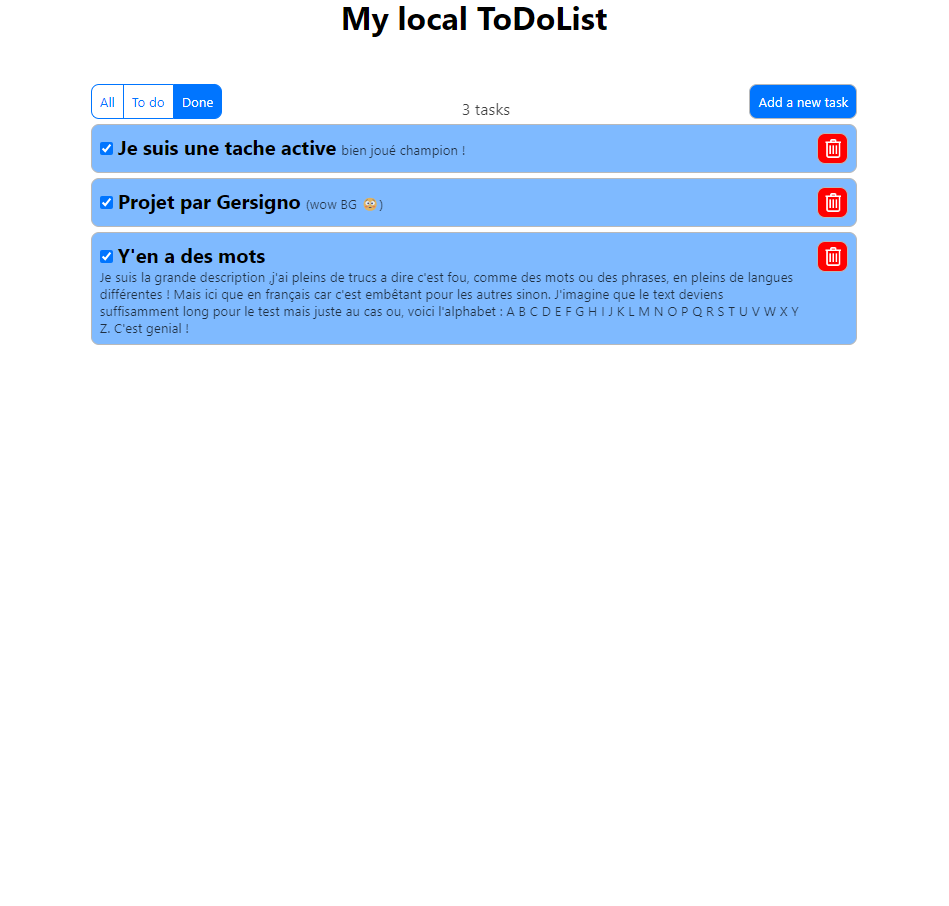 My local ToDoList
All To do Done 3 tasks Add a new task
Je suis une tache active bien joué champion !
Projet par Gersigno (wow BG 😳)
Y'en a des mots
Je suis la grande description ,j'ai pleins de trucs a dire c'est fou, comme des mots ou des phrases, en pleins de langues
différentes ! Mais ici que en français car c'est embêtant pour les autres sinon. J'imagine que le text deviens
suffisamment long pour le test mais juste au cas ou, voici l'alphabet : A B C D E F G H I J K L M N O P Q R S T U V W X Y
Z. C'est genial !